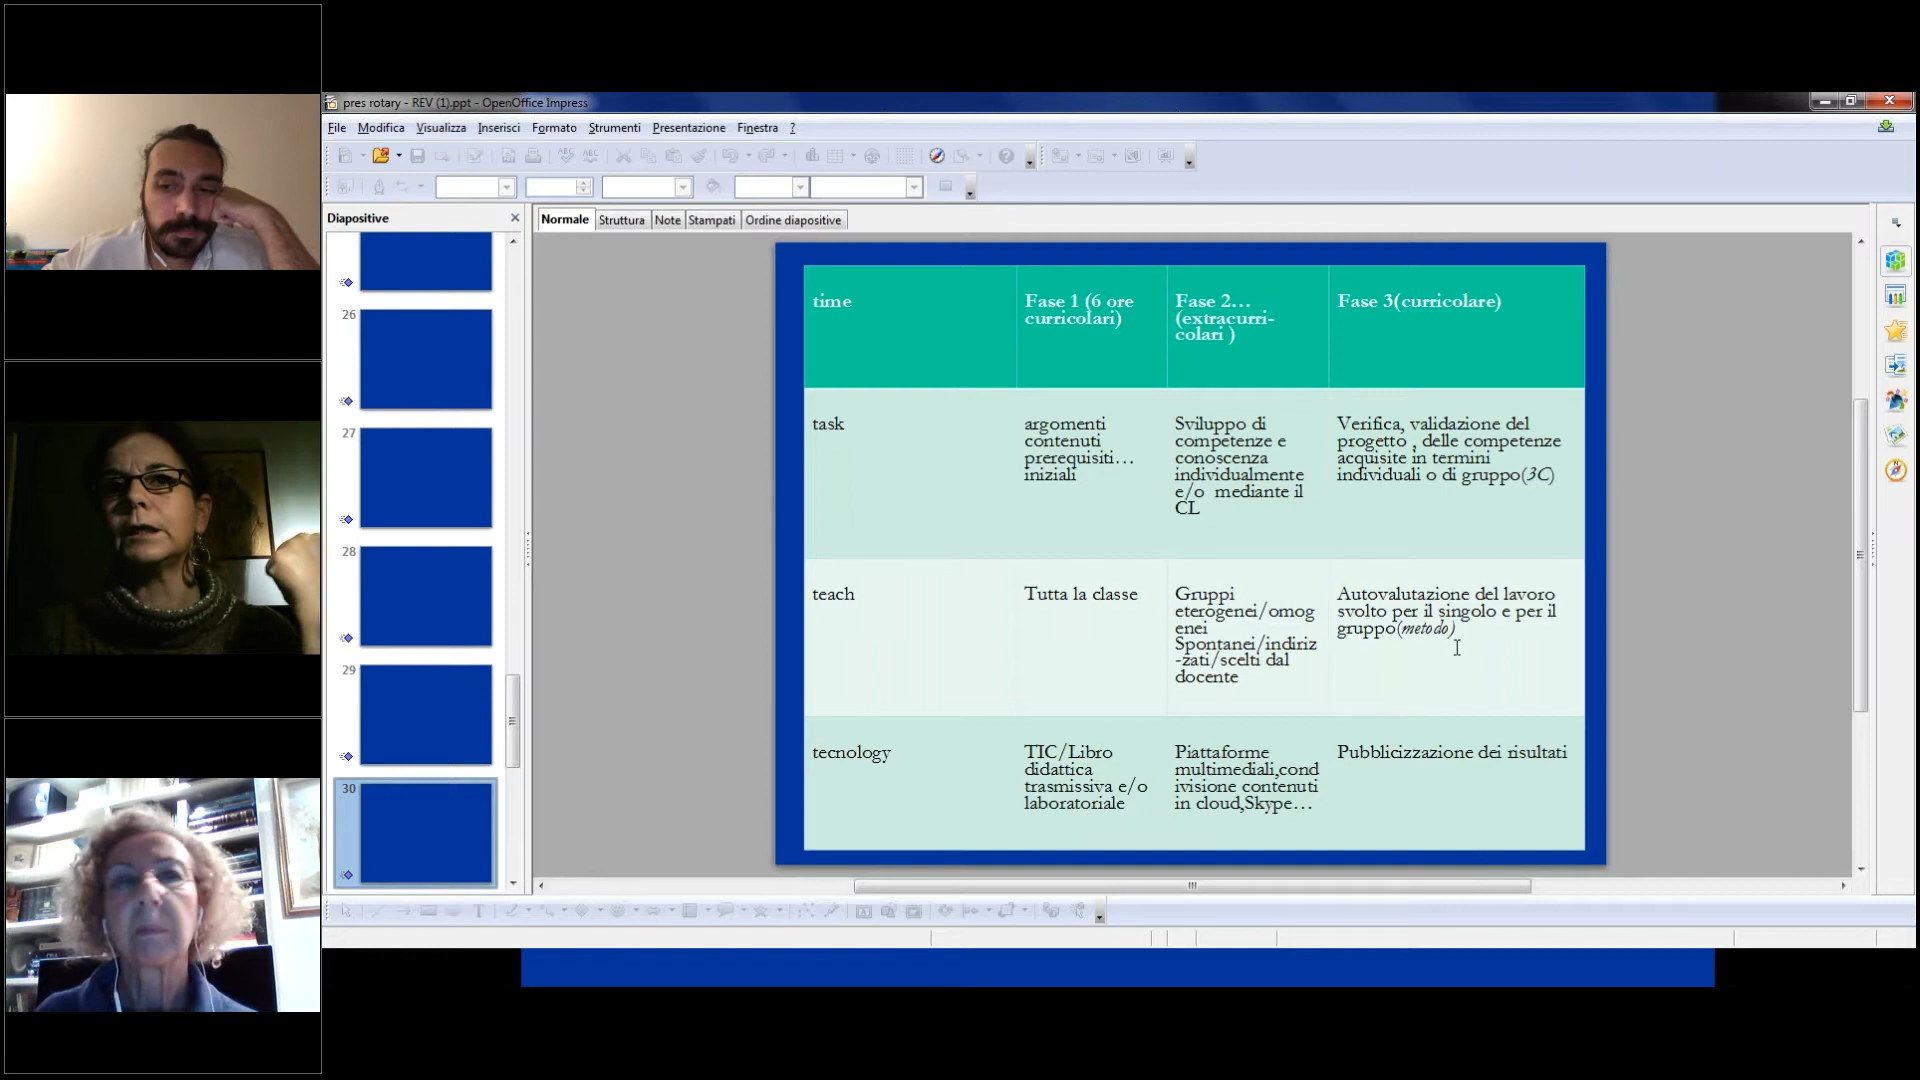 pres rotary - REV (1).ppt - OpenOffice Impress
File Modifica Visualizza Inserisci Formato Strumenti Presentazione Finestra ?
Diapositive
Normale Struttura Note Stampati Ordine diapositive
26
27
28
29
30
time
Fase 1 (6 ore
curricolari)
Fase 2…
(extracurri-
colari )
Fase 3(curricolare)
task
argomenti
contenuti
prerequisiti…
iniziali
Sviluppo di
competenze e
conoscenza
individualmente
e/o mediante il
CL
Verifica, validazione del
progetto , delle competenze
acquisite in termini
individuali o di gruppo(3C)
teach
Tutta la classe
Gruppi
eterogenei/omog
enei
Spontanei/indiriz
-zati/scelti dal
docente
Autovalutazione del lavoro
svolto per il singolo e per il
gruppo(metodo)
tecnology
TIC/Libro
didattica
trasmissiva e/o
laboratoriale
Piattaforme
multimediali,cond
ivisione contenuti
in cloud,Skype…
Pubblicizzazione dei risultati